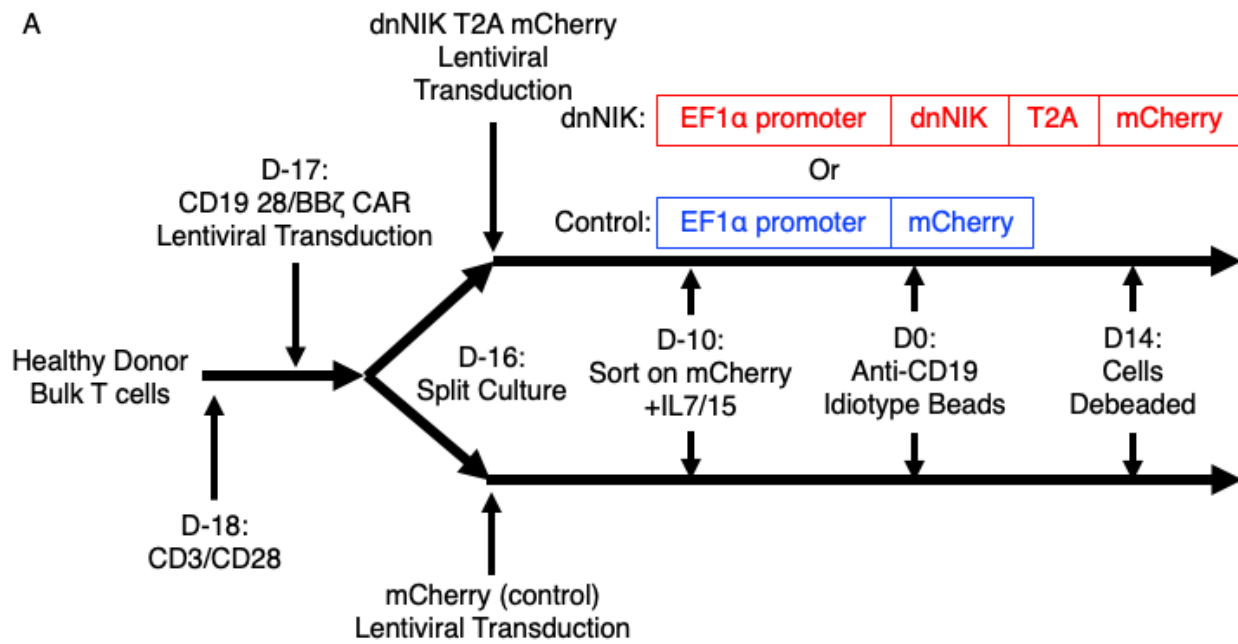 A
dnNIK T2A mCherry
Lentiviral
Transduction
dnNIK: EF1α promoter dnNIK T2A mCherry
Or
Control: EF1α promoter mCherry
D-17:
CD19 28/BBζ CAR
Lentiviral Transduction
Healthy Donor
Bulk T cells
D-18:
CD3/CD28
D-16:
Split Culture
D-10:
Sort on mCherry
+IL7/15
D0:
Anti-CD19
Idiotype Beads
D14:
Cells
Debeaded
mCherry (control)
Lentiviral Transduction